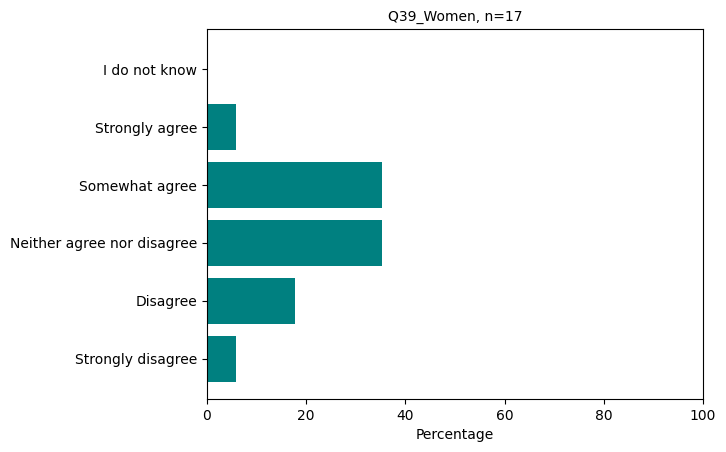 Q39_Women, n=17
I do not know
Strongly agree
Somewhat agree
Neither agree nor disagree
Disagree
Strongly disagree
0 20 40 60 80 100
Percentage